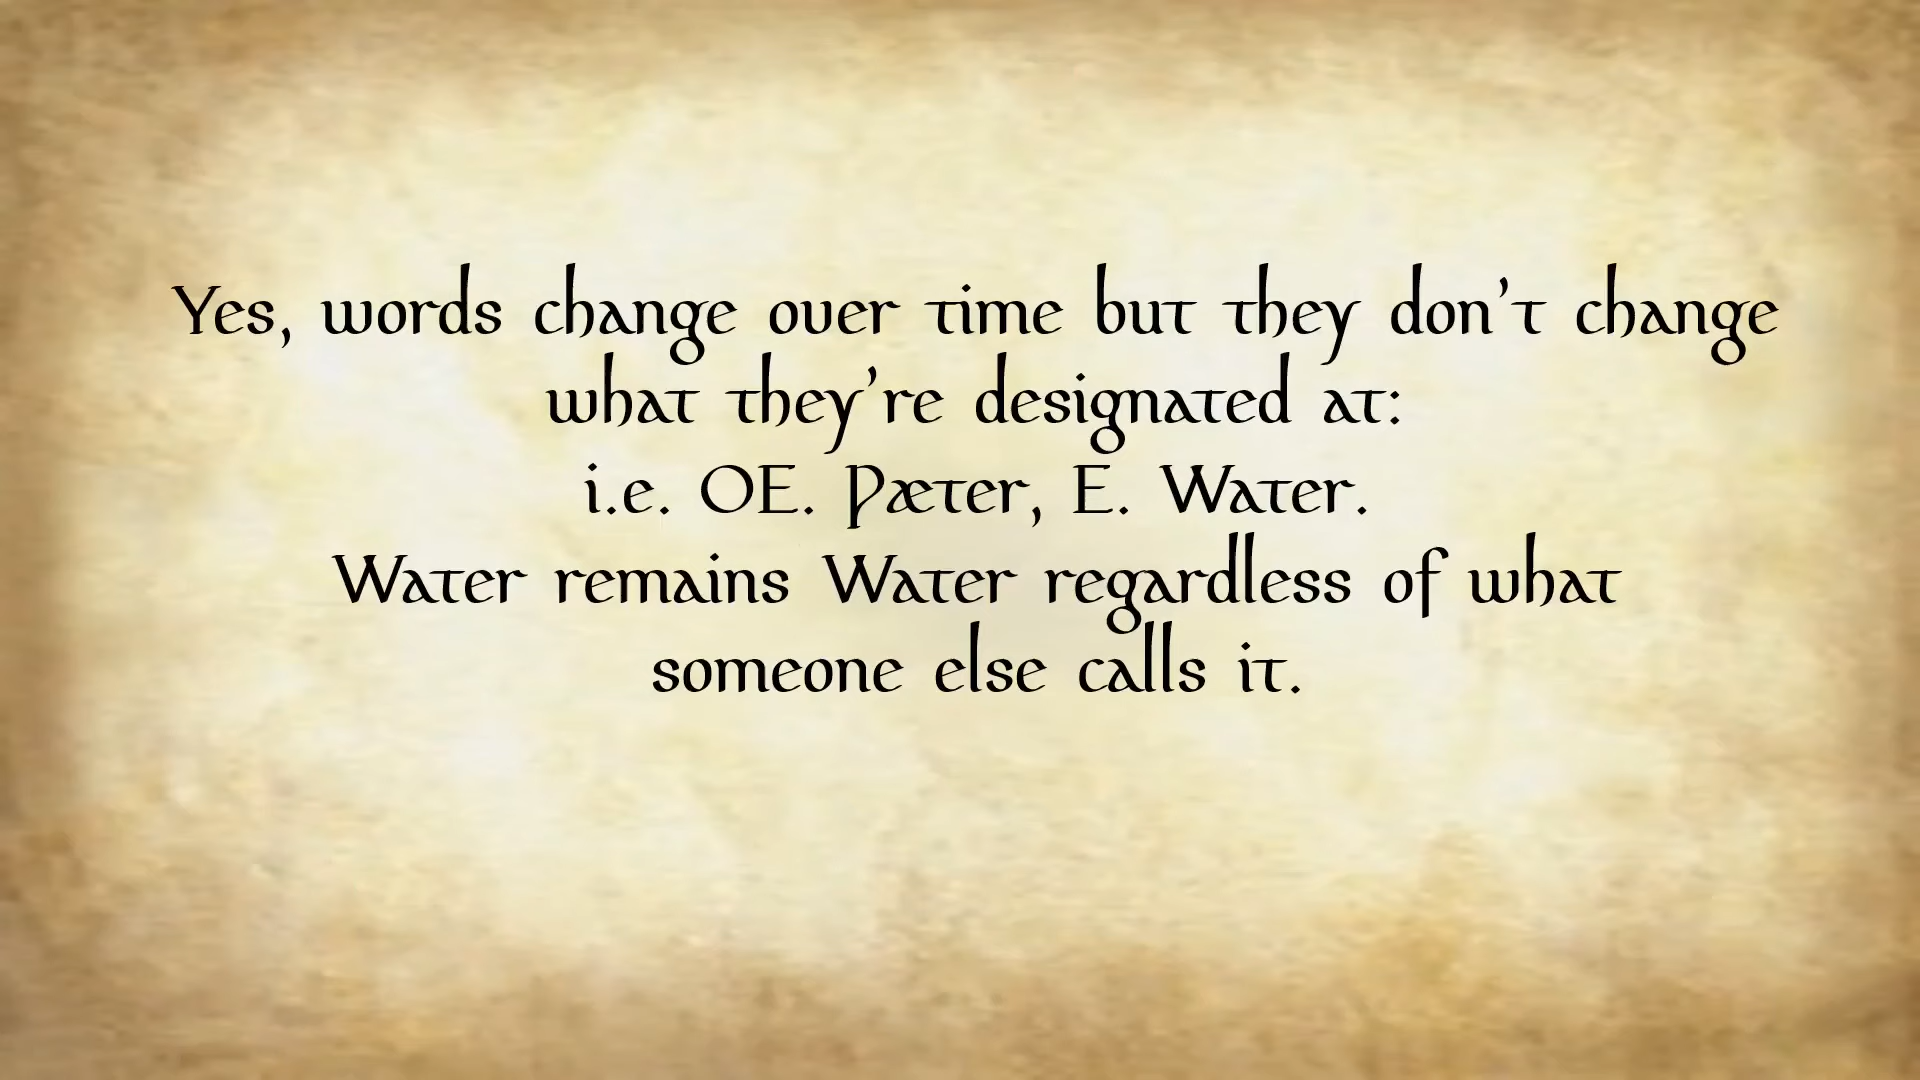 Yes, words change over time but they don't change
what they're designated at:
i.e. OE. Ƿæter, E. Water.
Water remains Water regardless of what
someone else calls it.